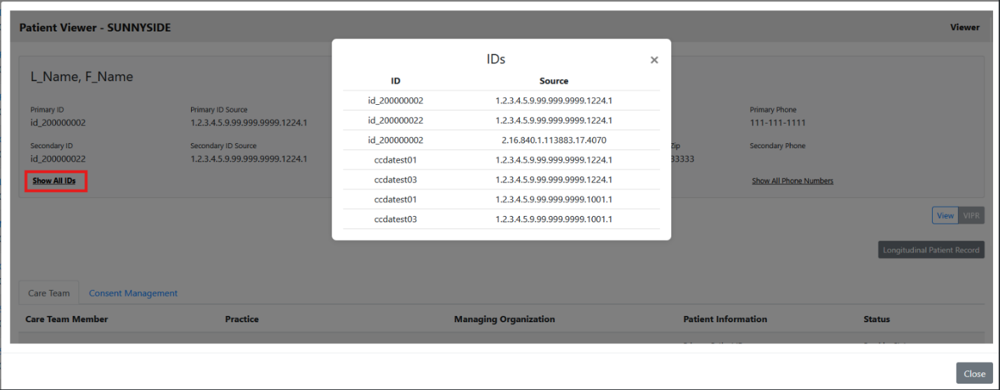 Patient Viewer - SUNNYSIDE Viewer
L_Name, F_Name
Primary ID Primary ID Source Primary Phone
id_200000002 1.2.3.4.5.9.99.999.9999.1224.1 111-111-1111
Secondary ID Secondary ID Source Zip Secondary Phone
id_200000022 1.2.3.4.5.9.99.999.9999.1224.1 33333
Show All IDs Show All Phone Numbers
IDs ×
ID Source
id_200000002 1.2.3.4.5.9.99.999.9999.1224.1
id_200000022 1.2.3.4.5.9.99.999.9999.1224.1
id_200000002 2.16.840.1.113883.17.4070
ccdatest01 1.2.3.4.5.9.99.999.9999.1224.1
ccdatest03 1.2.3.4.5.9.99.999.9999.1224.1
ccdatest01 1.2.3.4.5.9.99.999.9999.1001.1
ccdatest03 1.2.3.4.5.9.99.999.9999.1001.1
View VIPR
Longitudinal Patient Record
Care Team Consent Management
Care Team Member Practice Managing Organization Patient Information Status
Close